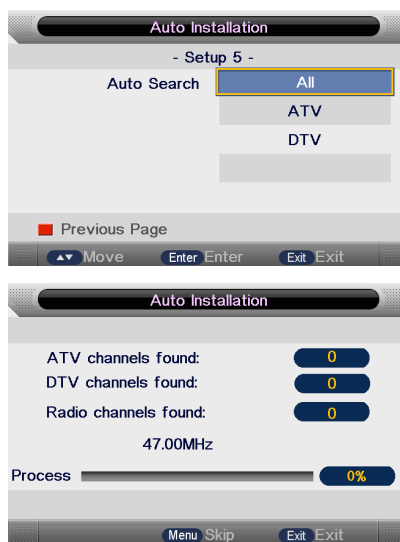 Auto Installation
- Setup 5 -
Auto Search All
ATV
DTV
Previous Page
Move Enter Enter Exit Exit
Auto Installation
ATV channels found: 0
DTV channels found: 0
Radio channels found: 0
47.00MHz
Process 0%
Menu Skip Exit Exit